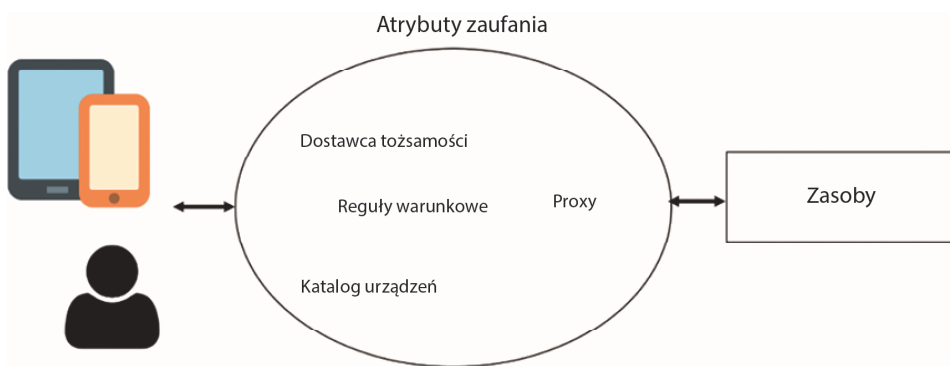 Atrybuty zaufania
Dostawca tożsamości
Reguły warunkowe
Proxy
Katalog urządzeń
Zasoby